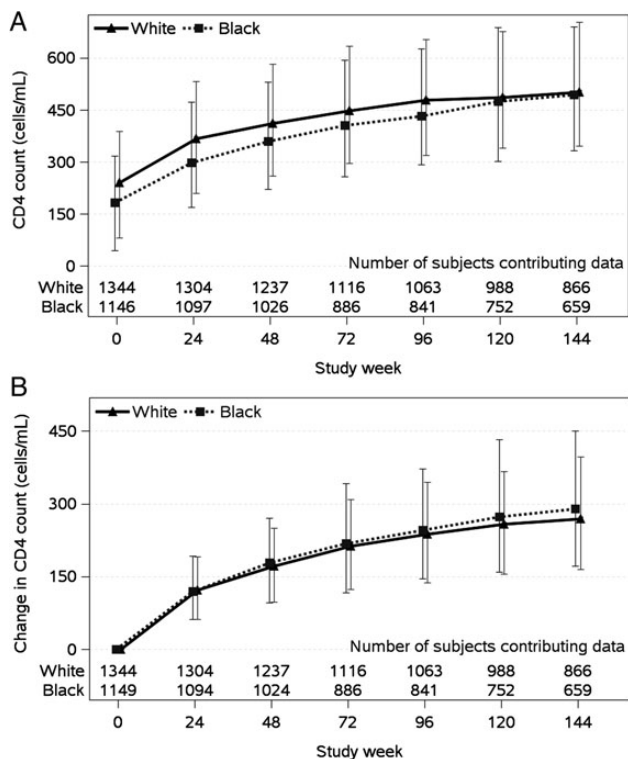 A
White Black
600
450
300
150
0
CD4 count (cells/mL)
Number of subjects contributing data
White 1344 1304 1237 1116 1063 988 866
Black 1146 1097 1026 886 841 752 659
0 24 48 72 96 120 144
Study week
B
White Black
450
300
150
0
Change in CD4 count (cells/mL)
Number of subjects contributing data
White 1344 1304 1237 1116 1063 988 866
Black 1149 1094 1024 886 841 752 659
0 24 48 72 96 120 144
Study week